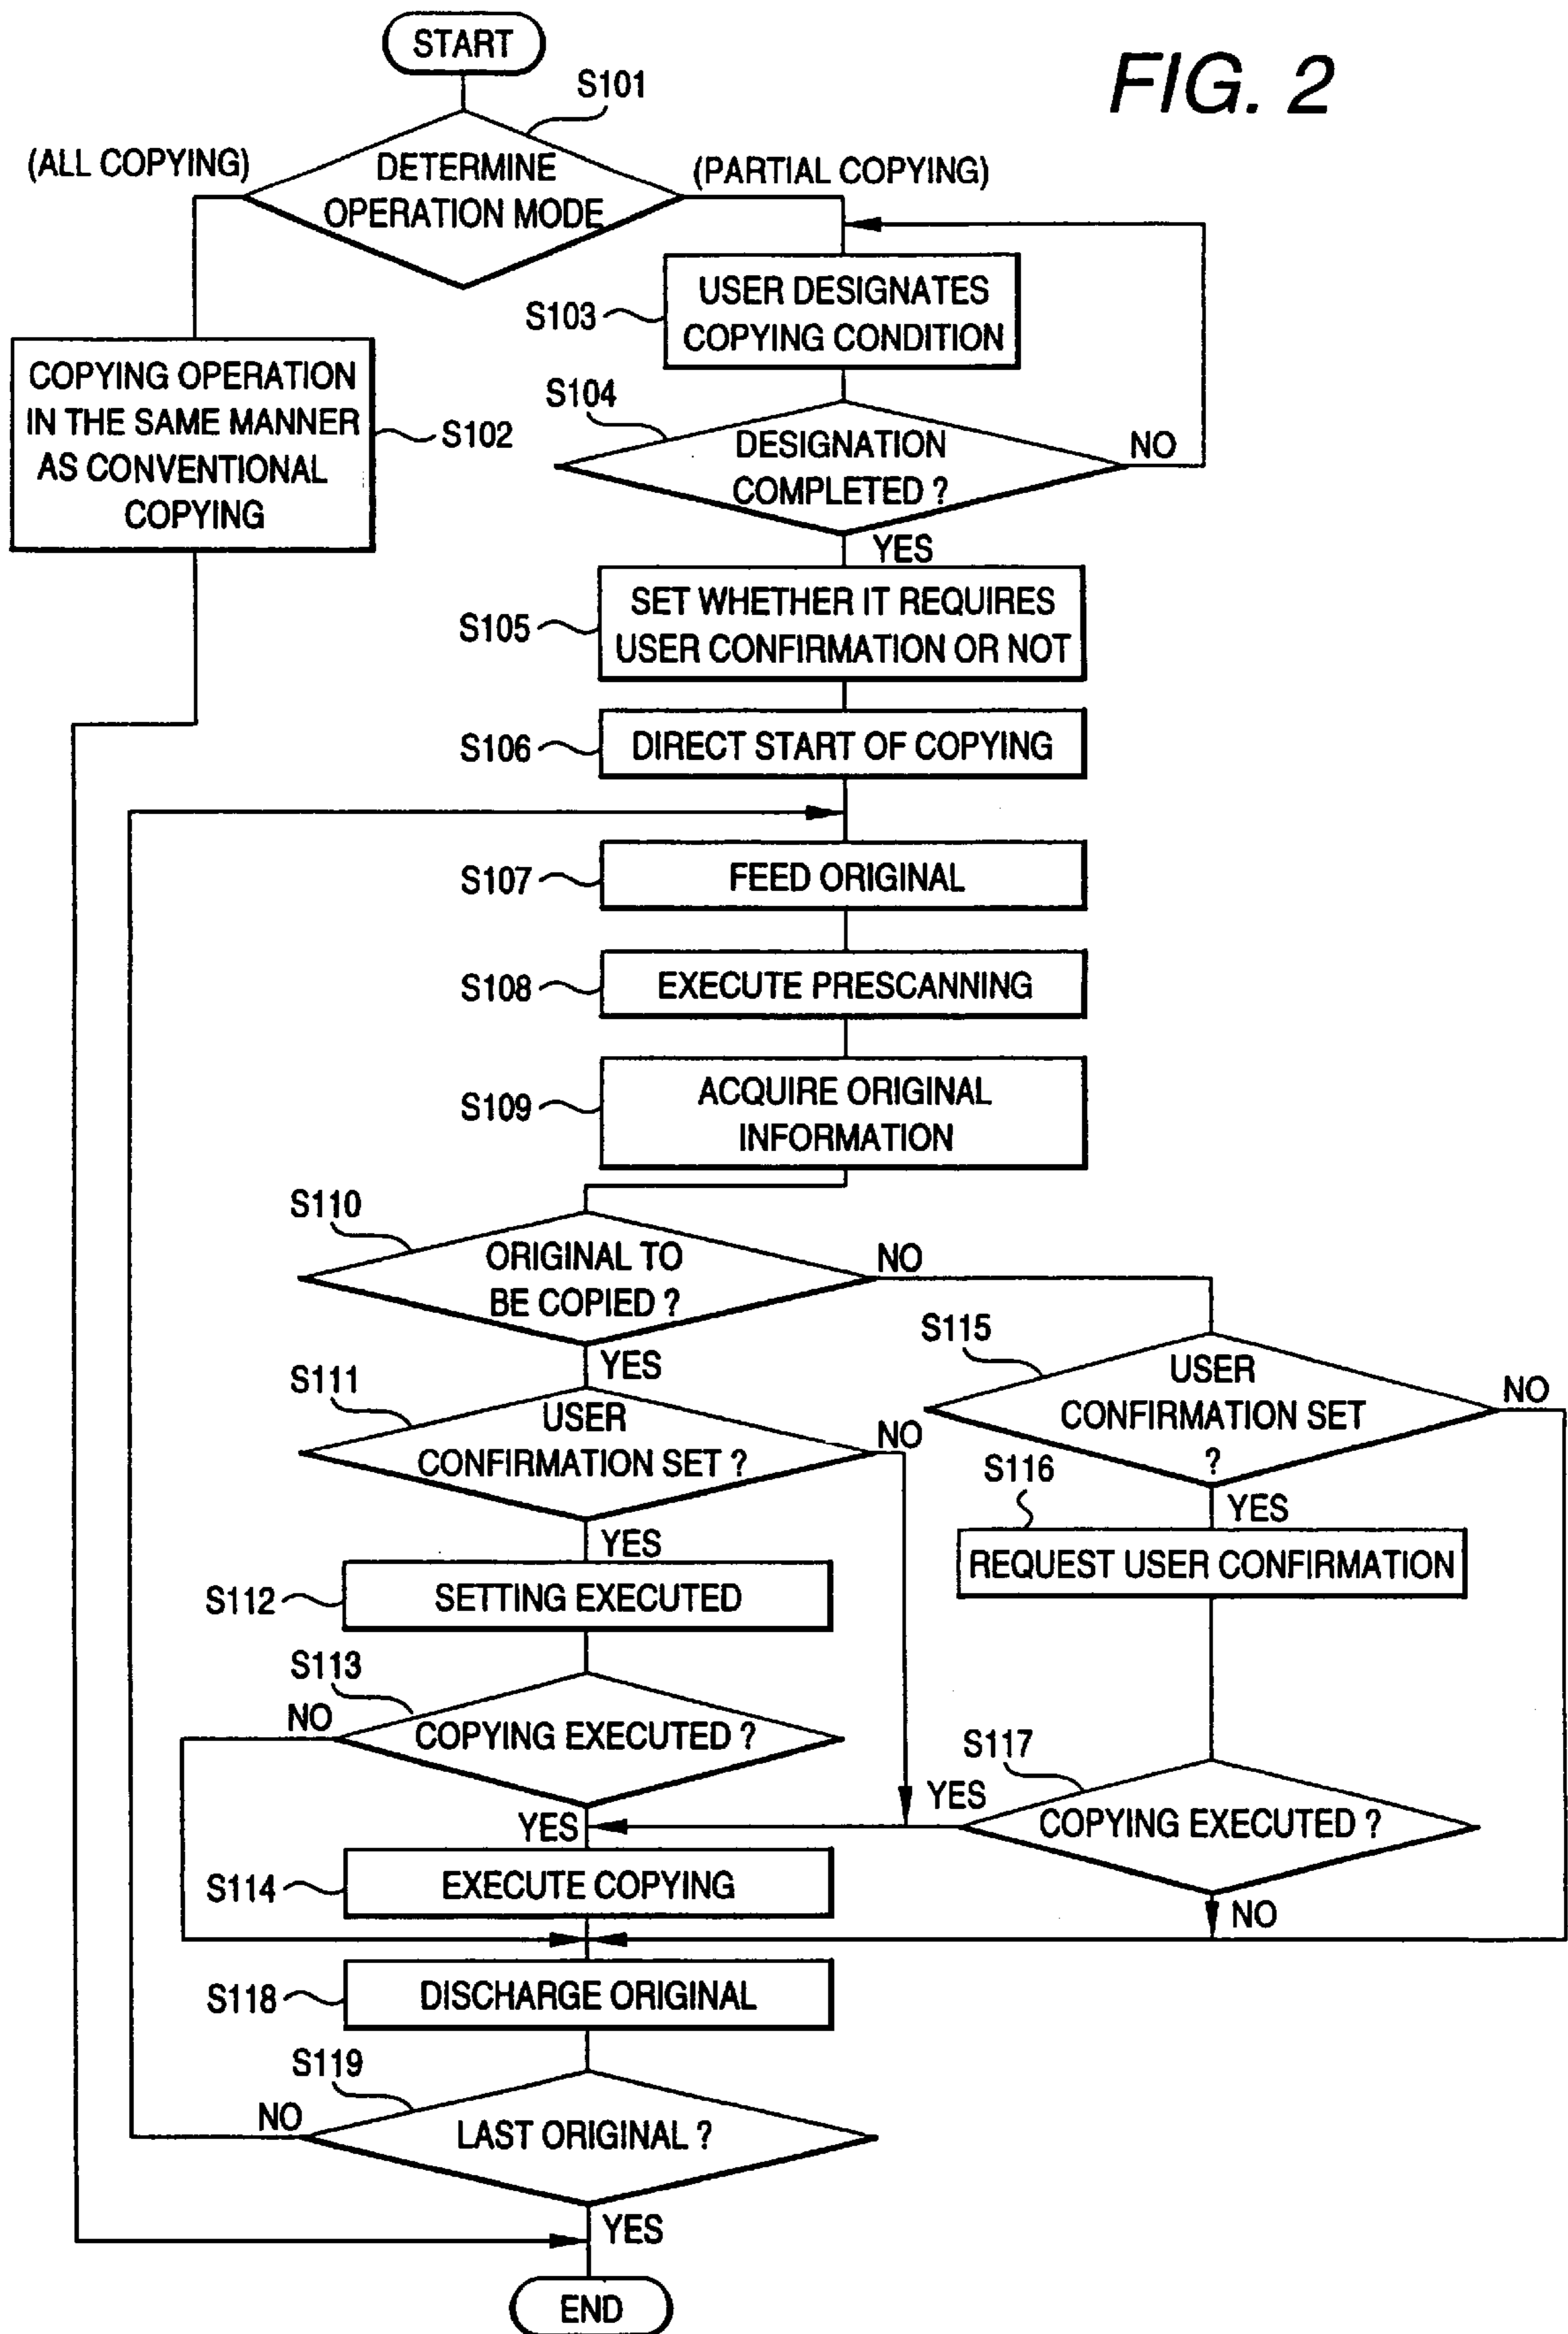 START
FIG. 2
S101
(ALL COPYING)
DETERMINE
OPERATION MODE
(PARTIAL COPYING)
USER DESIGNATES
COPYING CONDITION
S103
COPYING OPERATION
IN THE SAME MANNER
AS CONVENTIONAL
COPYING
S102
S104
DESIGNATION
COMPLETED ?
NO
YES
S105
SET WHETHER IT REQUIRES
USER CONFIRMATION OR NOT
S106
DIRECT START OF COPYING
S107
FEED ORIGINAL
S108
EXECUTE PRESCANNING
S109
ACQUIRE ORIGINAL
INFORMATION
S110
ORIGINAL TO
BE COPIED ?
NO
YES
S111
USER
CONFIRMATION SET ?
NO
YES
S115
USER
CONFIRMATION SET
?
NO
YES
S116
REQUEST USER CONFIRMATION
S112
SETTING EXECUTED
S113
NO
COPYING EXECUTED ?
YES
S117
YES
COPYING EXECUTED ?
NO
S114
EXECUTE COPYING
S118
DISCHARGE ORIGINAL
S119
NO
LAST ORIGINAL ?
YES
END